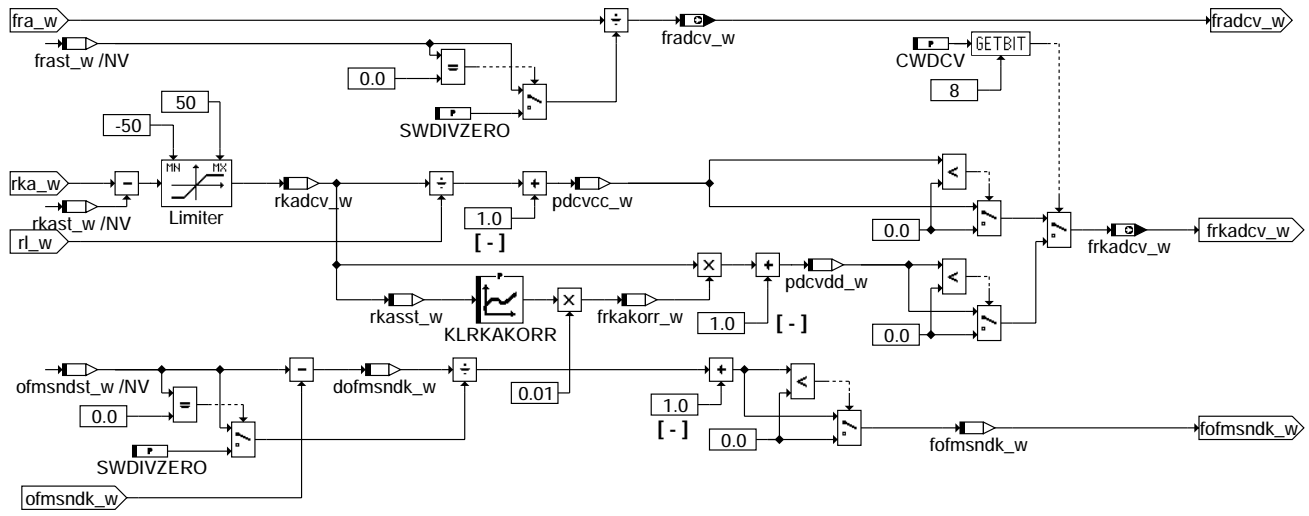 fra_w
fradcv_w
fradcv_w
frast_w /NV
0.0
=
SWDIVZERO
P
CWDCV
P
GETBIT
8
50
-50
MN MX
Limiter
rka_w
-
rkast_w /NV
rkadcv_w
÷
+
1.0
[ - ]
pdcvcc_w
<
0.0
rl_w
frkadcv_w
frkadcv_w
rkasst_w
P
KLRKAKORR
×
frkakorr_w
×
+
1.0
[ - ]
pdcvdd_w
<
0.0
0.01
ofmsndst_w /NV
=
0.0
SWDIVZERO
P
-
dofmsndk_w
÷
+
1.0
[ - ]
<
0.0
fofmsndk_w
fofmsndk_w
ofmsndk_w
÷